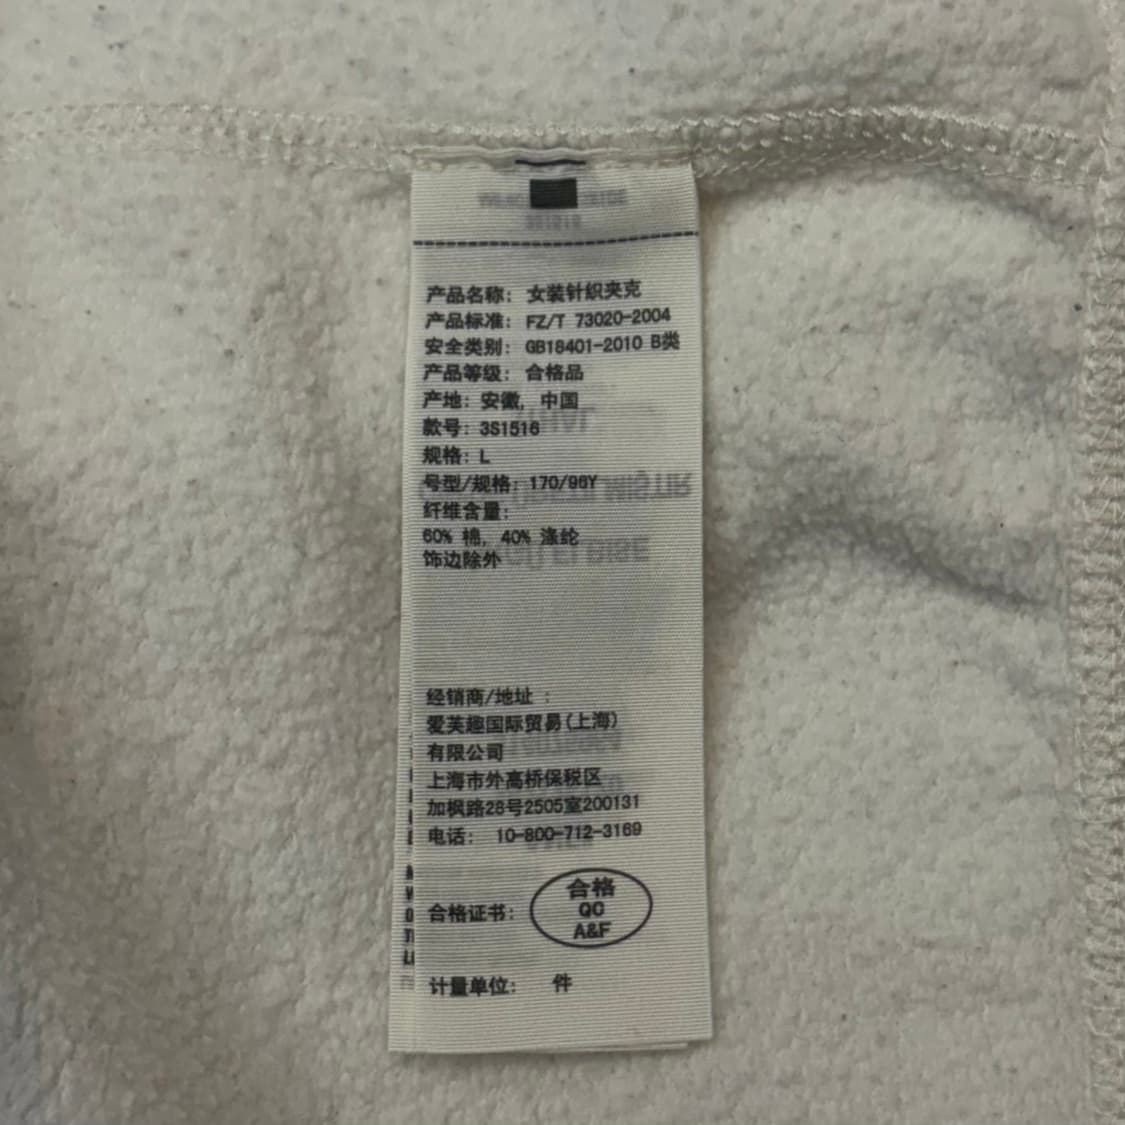 产品名称: 女装针织夹克
产品标准: FZ/T 73020-2004
安全类别: GB18401-2010 B类
产品等级: 合格品
产地: 安徽, 中国
款号: 3S1516
规格: L
号型/规格: 170/96Y
纤维含量:
60% 棉, 40% 涤纶
饰边除外
经销商/地址 :
爱芙趣国际贸易(上海)
有限公司
上海市外高桥保税区
加枫路28号2505室200131
电话: 10-800-712-3169
合格证书:
合格
QC
A&F
计量单位: 件